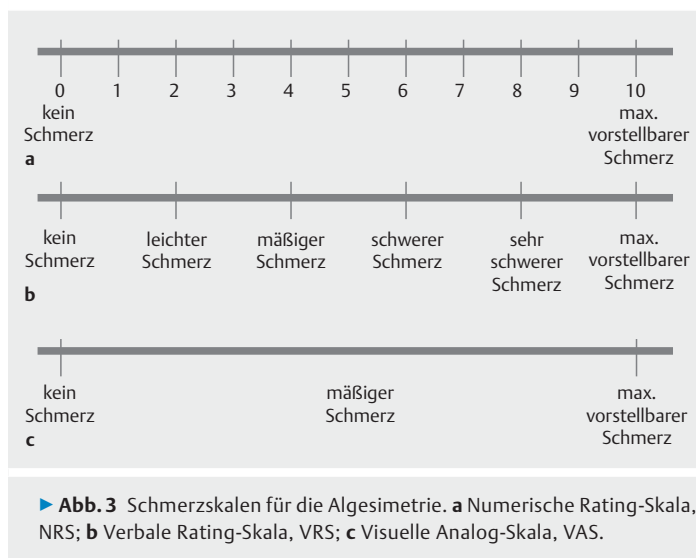 0 1 2 3 4 5 6 7 8 9 10
kein Schmerz
max. vorstellbarer Schmerz
a
kein Schmerz
leichter Schmerz
mäßiger Schmerz
schwerer Schmerz
sehr schwerer Schmerz
max. vorstellbarer Schmerz
b
kein Schmerz
mäßiger Schmerz
max. vorstellbarer Schmerz
c
▶ Abb. 3 Schmerzskalen für die Algesimetrie. a Numerische Rating-Skala,
NRS; b Verbale Rating-Skala, VRS; c Visuelle Analog-Skala, VAS.